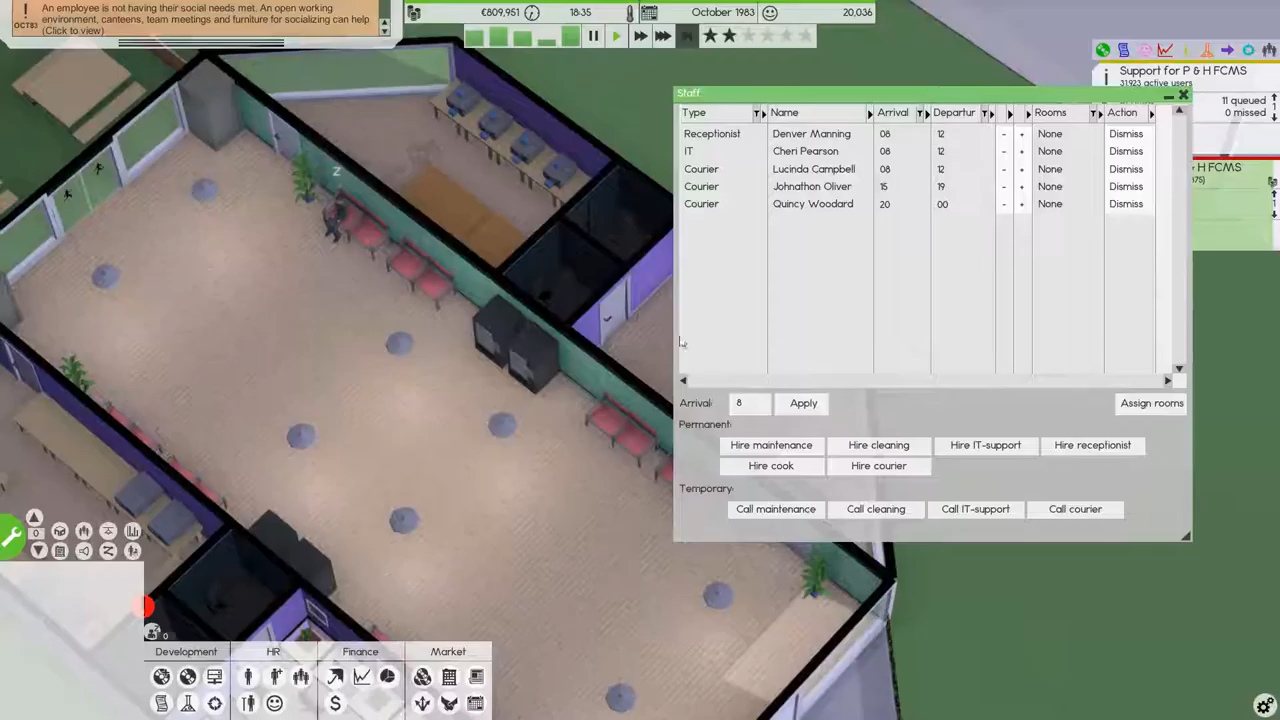 An employee is not having their social needs met. An open working
environment, canteens, team meetings and furniture for socializing can help
(Click to view)
OCT83
€809,951
18:35
October 1983
20,036
Support for P & H FCMS
31923 active users
11 queued
0 missed
H FCMS
Staff
Type Name Arrival Departur Rooms Action
Receptionist Denver Manning 08 12 - + None Dismiss
IT Cheri Pearson 08 12 - + None Dismiss
Courier Lucinda Campbell 08 12 - + None Dismiss
Courier Johnathon Oliver 15 19 - + None Dismiss
Courier Quincy Woodard 20 00 - + None Dismiss
Arrival: 8 Apply Assign rooms
Permanent:
Hire maintenance Hire cleaning Hire IT-support Hire receptionist
Hire cook Hire courier
Temporary:
Call maintenance Call cleaning Call IT-support Call courier
Z
0
0
Development HR Finance Market